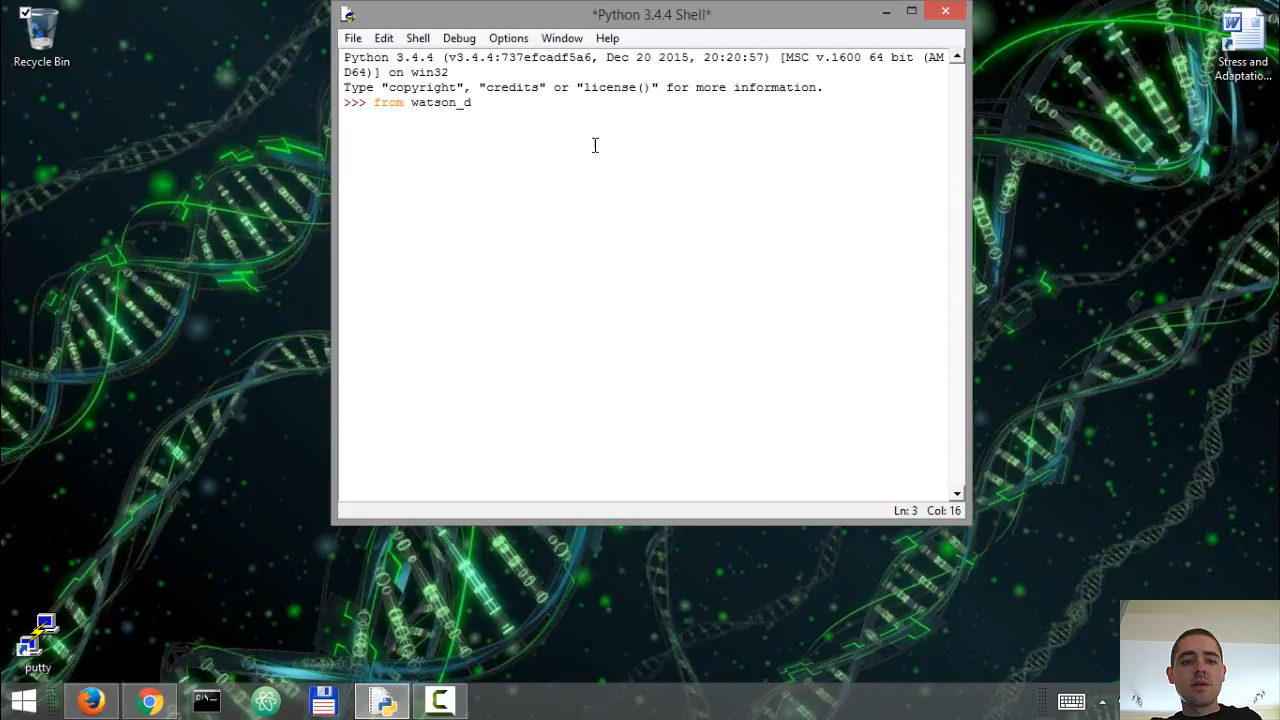 Recycle Bin
*Python 3.4.4 Shell*
File Edit Shell Debug Options Window Help
Python 3.4.4 (v3.4.4:737efcadf5a6, Dec 20 2015, 20:20:57) [MSC v.1600 64 bit (AM
D64)] on win32
Type "copyright", "credits" or "license()" for more information.
>>> from watson_d
Ln: 3 Col: 16
Stress and
Adaptatio...
putty
C:\_